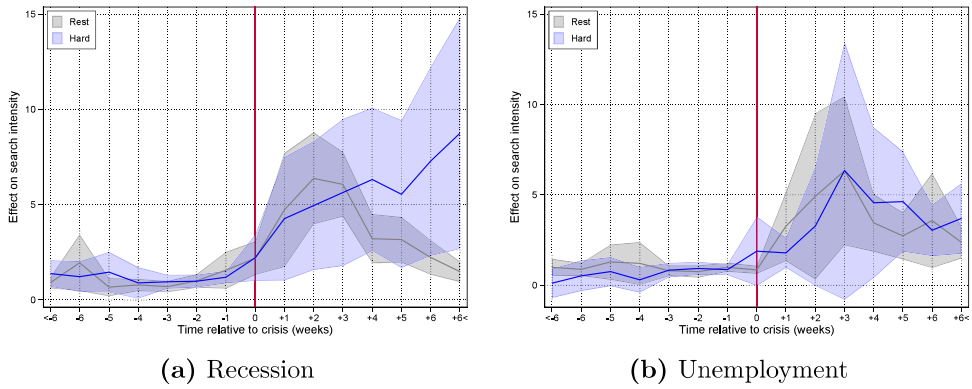 Effect on search intensity
15
10
5
0
Rest
Hard
<-6 -6 -5 -4 -3 -2 -1 0 +1 +2 +3 +4 +5 +6 +6<
Time relative to crisis (weeks)
(a) Recession
Effect on search intensity
15
10
5
0
Rest
Hard
<-6 -6 -5 -4 -3 -2 -1 0 +1 +2 +3 +4 +5 +6 +6<
Time relative to crisis (weeks)
(b) Unemployment